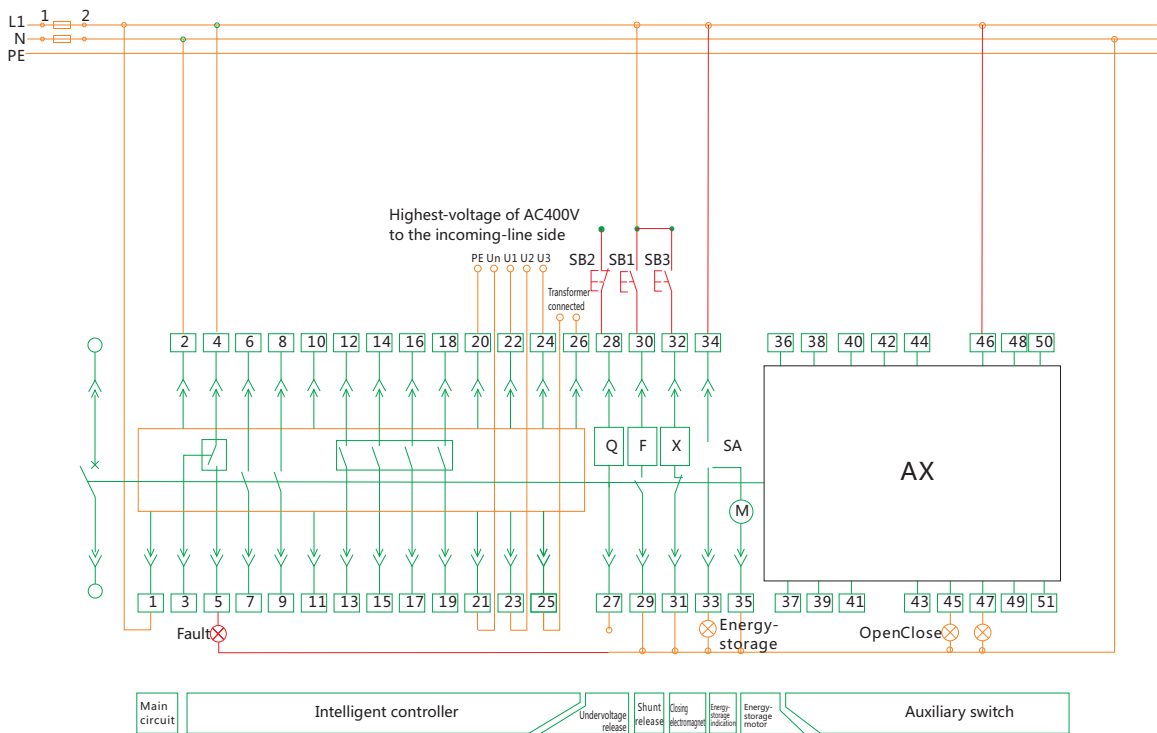 L1 1 2
N
PE
Highest-voltage of AC400V
to the incoming-line side
PE Un U1 U2 U3
SB2 SB1 SB3
Transformer
connected
2 4 6 8 10 12 14 16 18 20 22 24 26 28 30 32 34 36 38 40 42 44 46 48 50
Q F X SA
AX
M
1 3 5 7 9 11 13 15 17 19 21 23 25 27 29 31 33 35 37 39 41 43 45 47 49 51
Fault
Energy-
storage
OpenClose
Main
circuit
Intelligent controller
Undervoltage
release
Shunt
release
Closing
electromagnet
Energy-
storage
indication
Energy-
storage
motor
Auxiliary switch